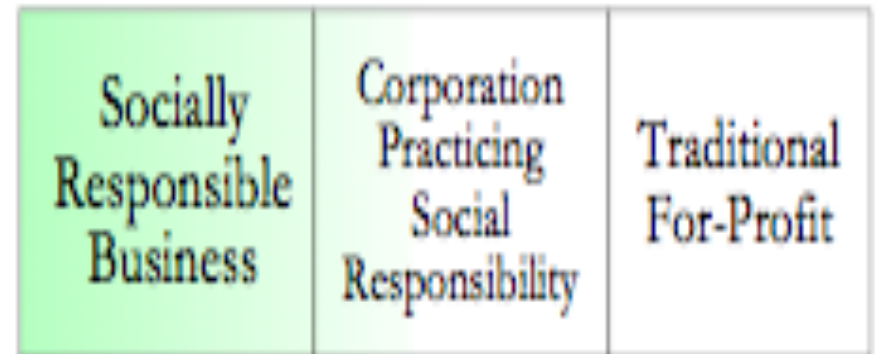 Socially
Responsible
Business
Corporation
Practicing
Social
Responsibility
Traditional
For-Profit